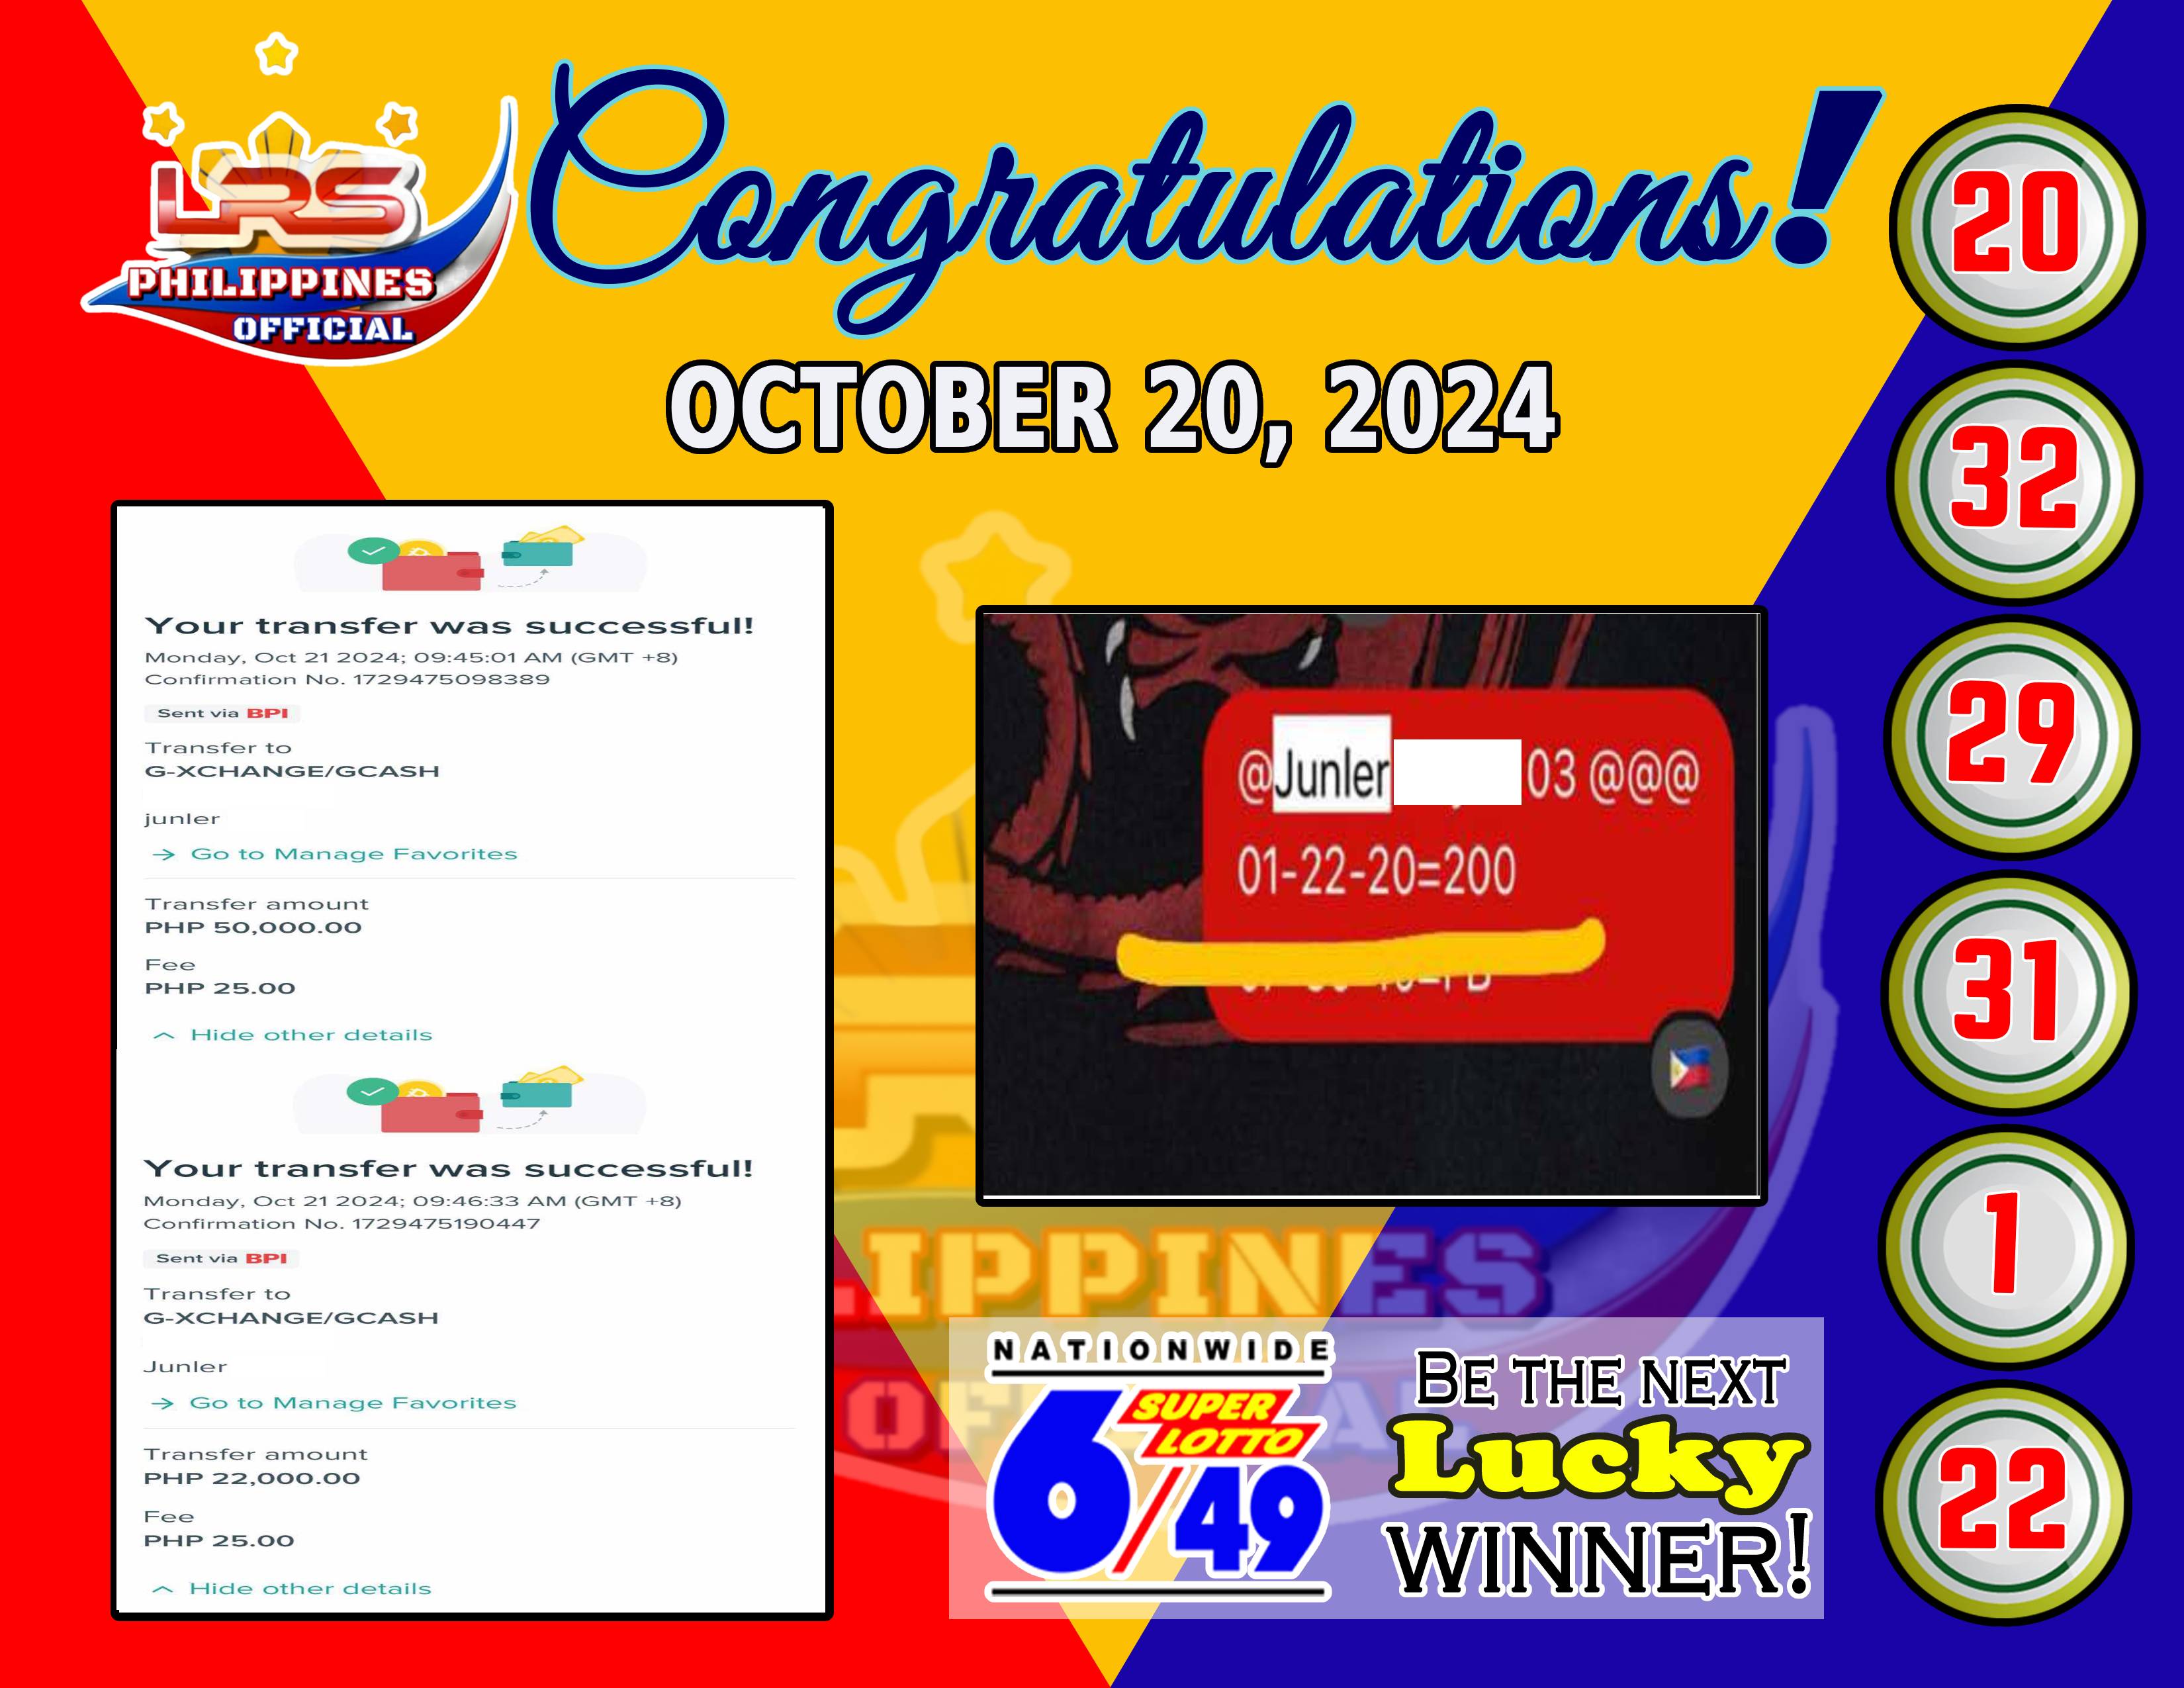 LRS
PHILIPPINES
OFFICIAL
Congratulations!
OCTOBER 20, 2024
Your transfer was successful!
Monday, Oct 21 2024; 09:45:01 AM (GMT +8)
Confirmation No. 1729475098389
Sent via BPI
Transfer to
G-XCHANGE/GCASH
junler
→ Go to Manage Favorites
Transfer amount
PHP 50,000.00
Fee
PHP 25.00
Hide other details
Your transfer was successful!
Monday, Oct 21 2024; 09:46:33 AM (GMT +8)
Confirmation No. 1729475190447
Sent via BPI
Transfer to
G-XCHANGE/GCASH
Junler
→ Go to Manage Favorites
Transfer amount
PHP 22,000.00
Fee
PHP 25.00
Hide other details
@Junler 03 @@@
01-22-20=200
NATIONWIDE
SUPER
LOTTO
6/49
BE THE NEXT
Lucky
WINNER!
20
32
29
31
1
22